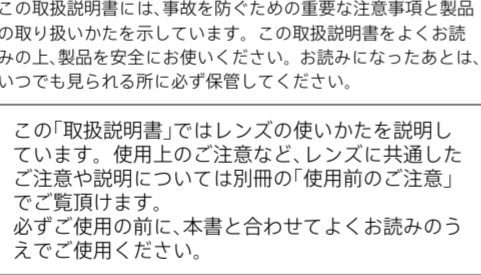 この取扱説明書には、事故を防ぐための重要な注意事項と製品
の取り扱いかたを示しています。この取扱説明書をよくお読
みの上、製品を安全にお使いください。お読みになったあとは、
いつでも見られる所に必ず保管してください。
この「取扱説明書」ではレンズの使いかたを説明し
ています。使用上のご注意など、レンズに共通した
ご注意や説明については別冊の「使用前のご注意」
でご覧頂けます。
必ずご使用の前に、本書と合わせてよくお読みのう
えでご使用ください。